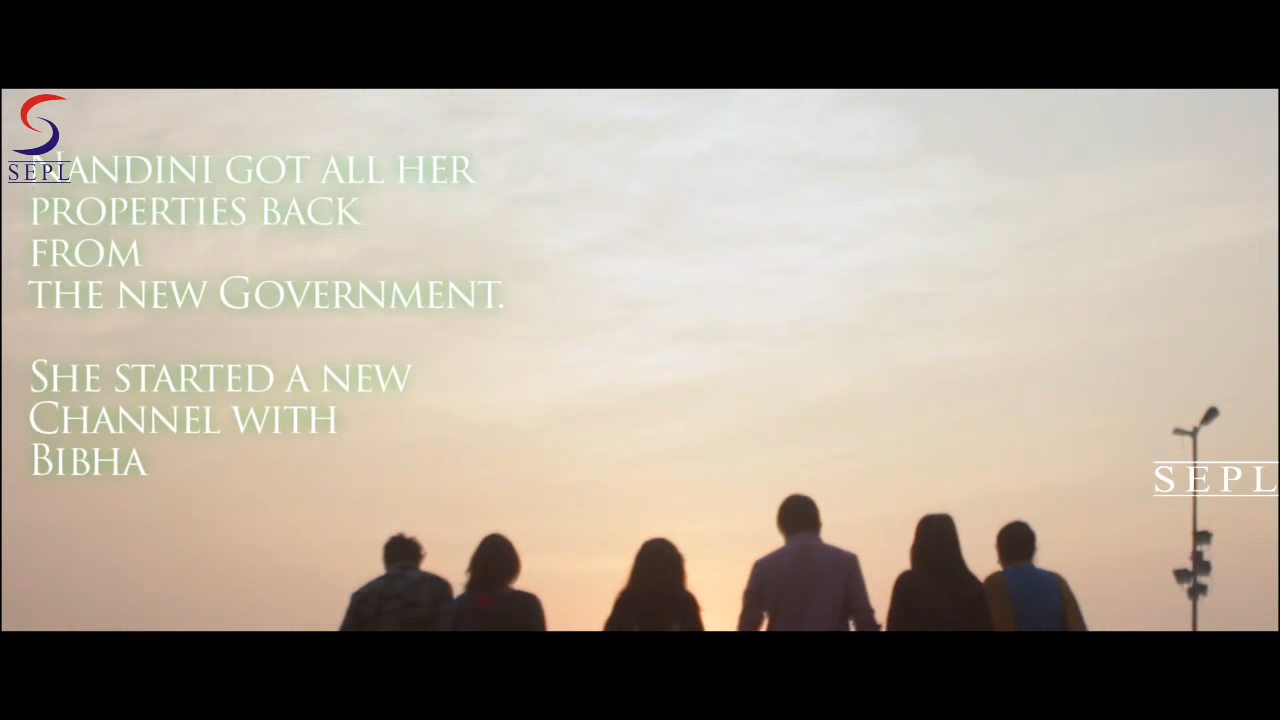 SEPL
Nandini got all her
properties back
from
the new Government.
She started a new
Channel with
Bibha
SEPL